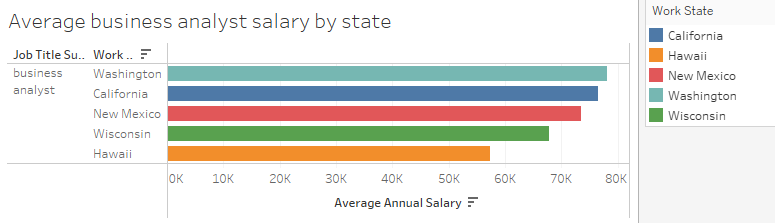 Average business analyst salary by state
Job Title Su.. Work ..
business analyst
Washington
California
New Mexico
Wisconsin
Hawaii
0K 10K 20K 30K 40K 50K 60K 70K 80K
Average Annual Salary
Work State
California
Hawaii
New Mexico
Washington
Wisconsin